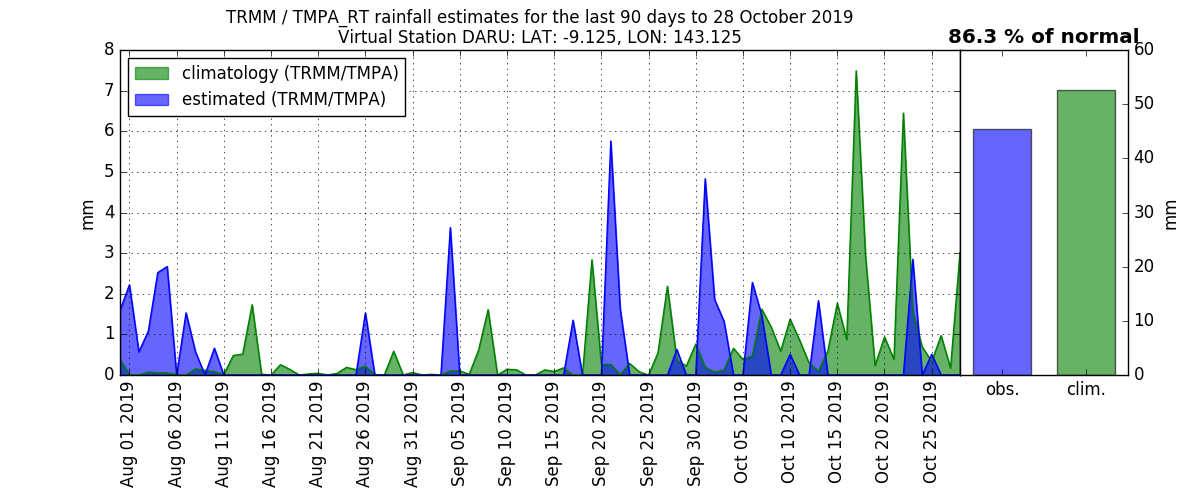 TRMM / TMPA_RT rainfall estimates for the last 90 days to 28 October 2019
Virtual Station DARU: LAT: -9.125, LON: 143.125
86.3 % of normal
climatology (TRMM/TMPA)
estimated (TRMM/TMPA)
mm
8
7
6
5
4
3
2
1
0
Aug 01 2019
Aug 06 2019
Aug 11 2019
Aug 16 2019
Aug 21 2019
Aug 26 2019
Aug 31 2019
Sep 05 2019
Sep 10 2019
Sep 15 2019
Sep 20 2019
Sep 25 2019
Sep 30 2019
Oct 05 2019
Oct 10 2019
Oct 15 2019
Oct 20 2019
Oct 25 2019
obs.
clim.
60
50
40
30
20
10
0
mm